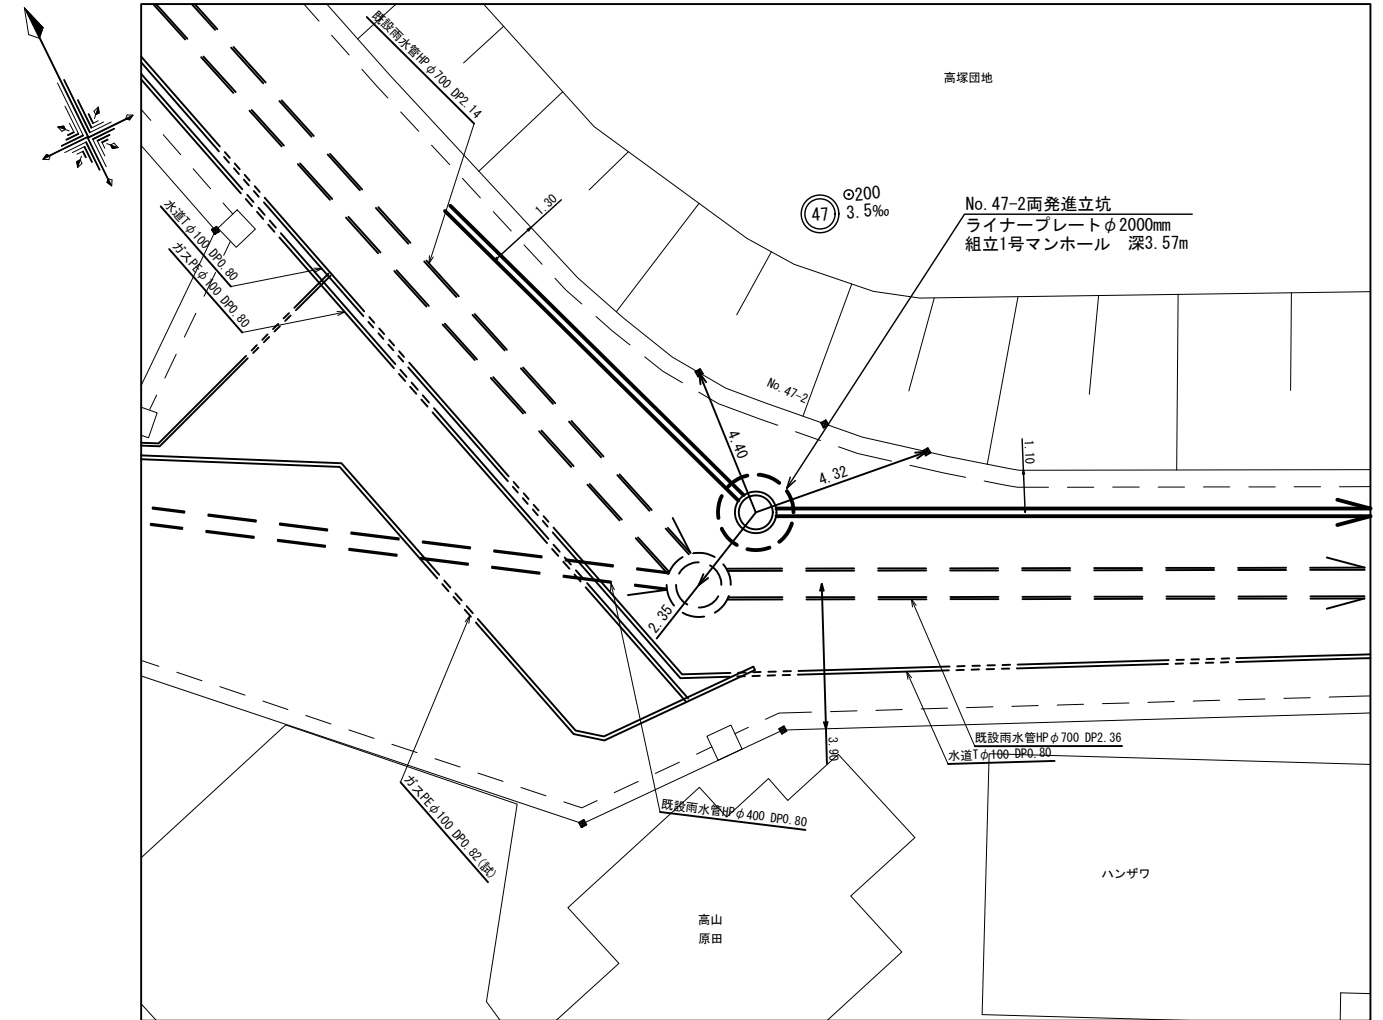 既設雨水管HPφ700 DP2.14
高塚団地
水道Tφ100 DP0.80
ガスPEφ100 DP0.80
1.30
47
⊙200
3.5‰
No.47-2両発進立坑
ライナープレートφ2000mm
組立1号マンホール 深3.57m
No.47-2
4.40
4.32
1.10
2.35
3.90
既設雨水管HPφ700 DP2.36
水道Tφ100 DP0.80
既設雨水管HPφ400 DP0.80
ガスPEφ100 DP0.82(試)
ハンザワ
高山
原田